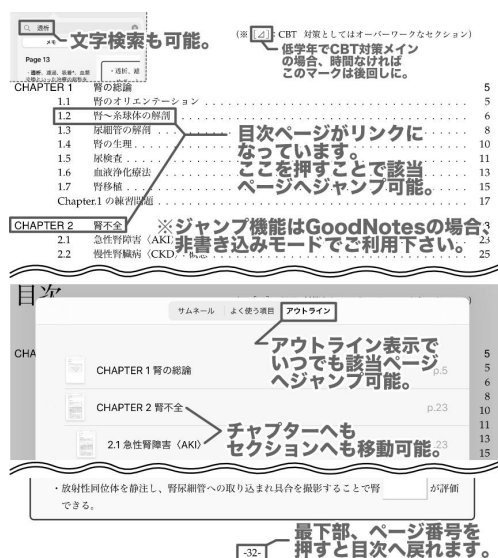 透析
文字検索も可能。
メモ
Page 13
(※ [⊿]：CBT 対策としてはオーバーワークなセクション)
低学年でCBT対策メイン
の場合、時間なければ
このマークは後回しに。
CHAPTER 1 腎の総論 5
1.1 腎のオリエンテーション 5
1.2 腎〜糸球体の解剖 6
1.3 尿細管の解剖 8
1.4 腎の生理 10
1.5 尿検査 11
1.6 血液浄化療法 13
1.7 腎移植 15
Chapter.1 の練習問題 17
目次ページがリンクに
なっています。
ここを押すことで該当
ページへジャンプ可能。
CHAPTER 2 腎不全
2.1 急性腎障害〈AKI〉 23
2.2 慢性腎臓病〈CKD〉 25
※ジャンプ機能はGoodNotesの場合、
非書き込みモードでご利用下さい。
目次
サムネール よく使う項目 アウトライン
アウトライン表示で
いつでも該当ページ
へジャンプ可能。
CHA
CHAPTER 1 腎の総論 p.5
CHAPTER 2 腎不全 p.23
2.1 急性腎障害〈AKI〉 .23
チャプターへも
セクションへも移動可能。
5
5
6
8
10
11
13
15
・放射性同位体を静注し、腎尿細管への取り込まれ具合を撮影することで腎 が評価
できる。
最下部、ページ番号を
押すと目次へ戻れます。
-32-